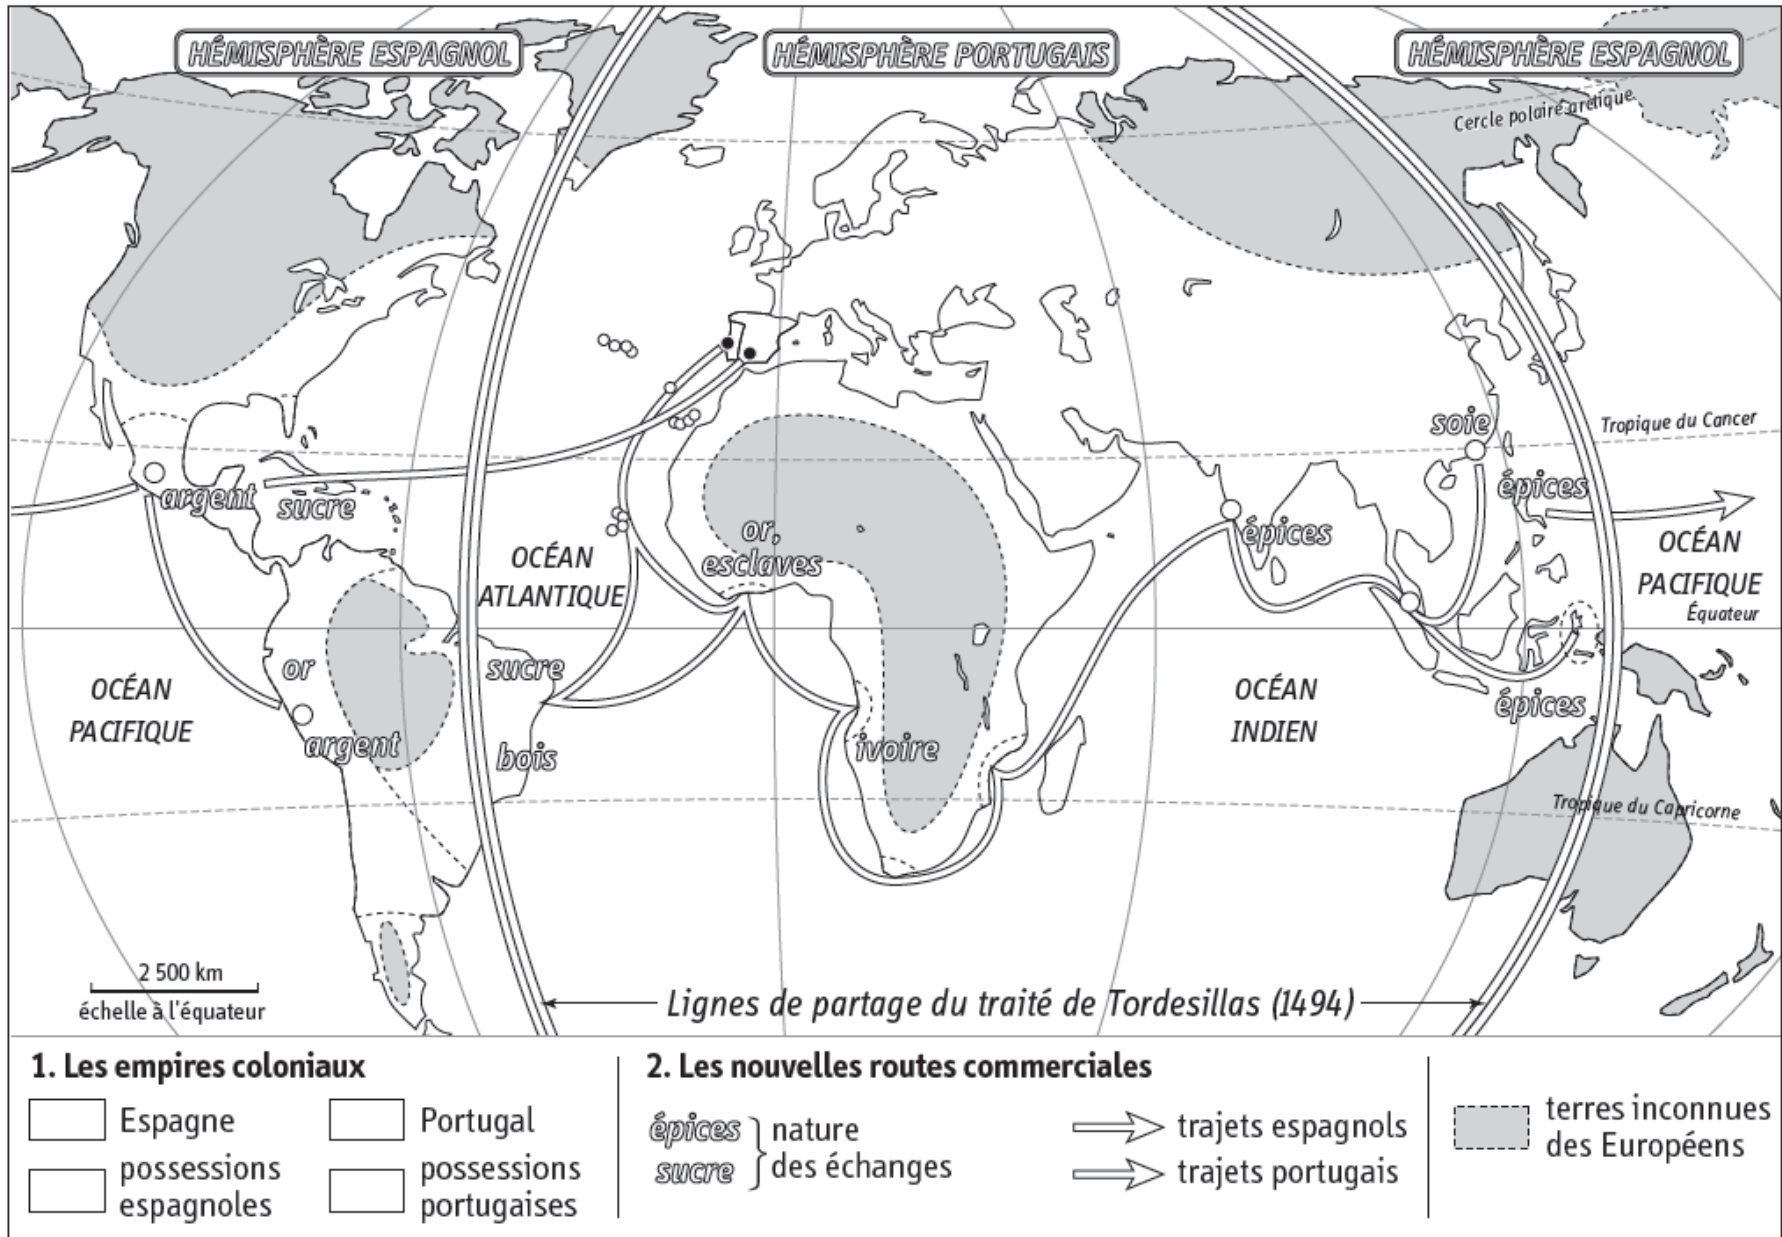 HÉMISPHÈRE ESPAGNOL
HÉMISPHÈRE PORTUGAIS
HÉMISPHÈRE ESPAGNOL
Cercle polaire arctique
soie
Tropique du Cancer
argent
sucre
épices
or,
esclaves
épices
OCÉAN
ATLANTIQUE
OCÉAN
PACIFIQUE
Équateur
or
sucre
OCÉAN
PACIFIQUE
OCÉAN
INDIEN
épices
argent
bois
ivoire
Tropique du Capricorne
2 500 km
échelle à l'équateur
Lignes de partage du traité de Tordesillas (1494)
1. Les empires coloniaux
Espagne
Portugal
possessions
espagnoles
possessions
portugaises
2. Les nouvelles routes commerciales
épices
sucre
nature
des échanges
trajets espagnols
trajets portugais
terres inconnues
des Européens